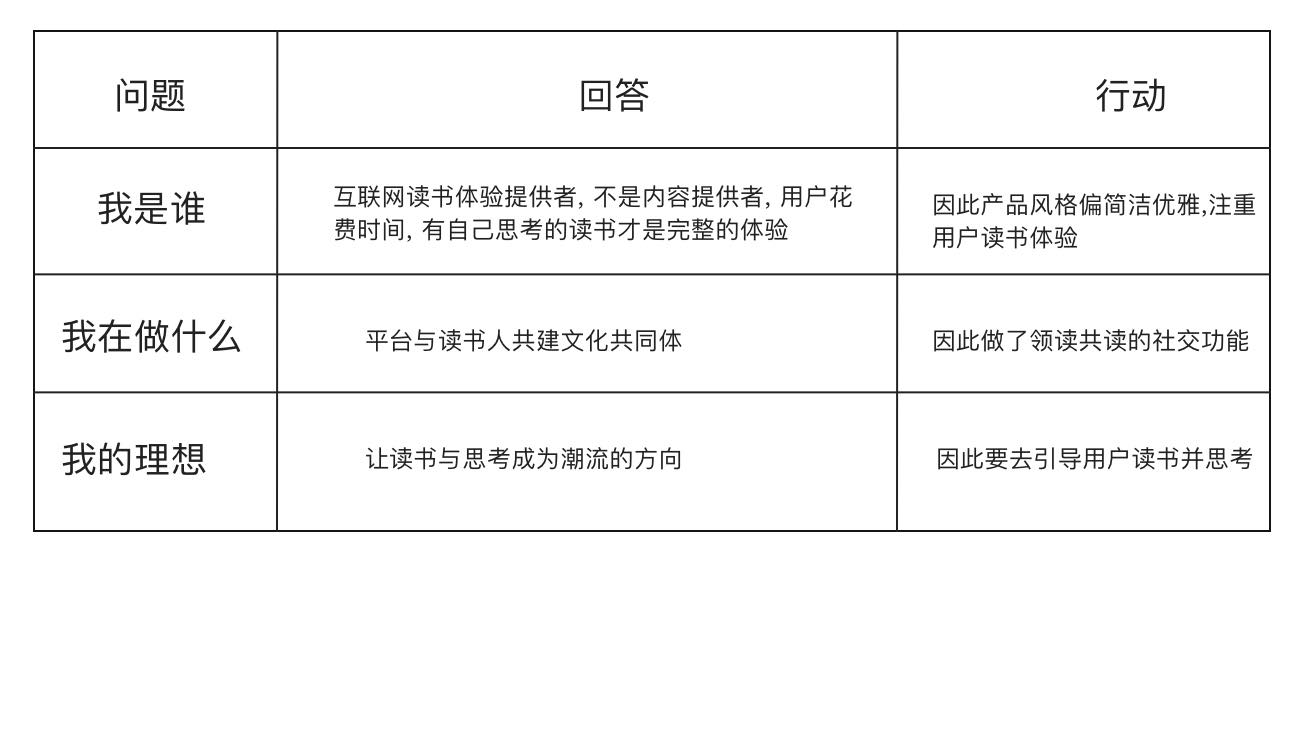 问题 回答 行动
我是谁
互联网读书体验提供者, 不是内容提供者, 用户花
费时间, 有自己思考的读书才是完整的体验
因此产品风格偏简洁优雅,注重
用户读书体验
我在做什么 平台与读书人共建文化共同体 因此做了领读共读的社交功能
我的理想 让读书与思考成为潮流的方向 因此要去引导用户读书并思考